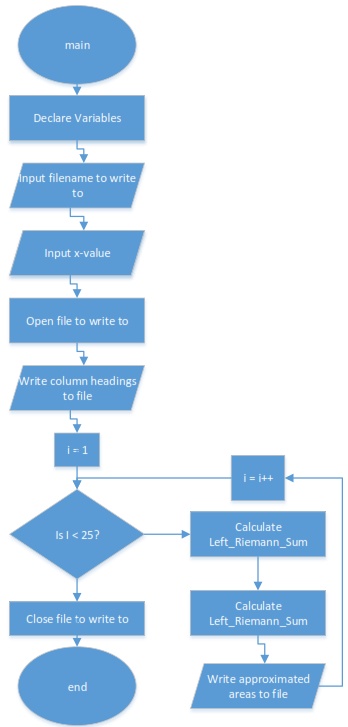 main
Declare Variables
Input filename to write
to
Input x-value
Open file to write to
Write column headings
to file
i = 1
i = i++
Is I < 25?
Calculate
Left_Riemann_Sum
Calculate
Left_Riemann_Sum
Close file to write to
Write approximated
areas to file
end